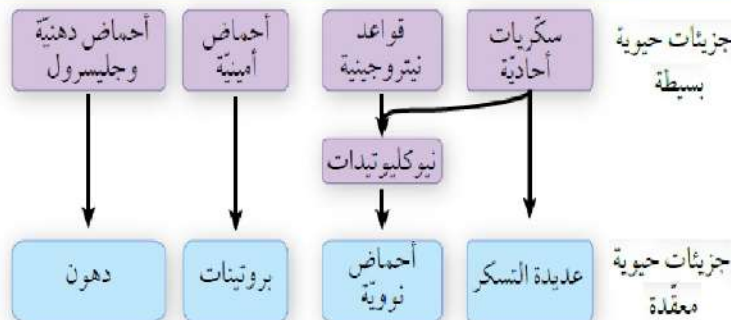 جزيئات حيوية
بسيطة
سكّريات
أحاديّة
قواعد
نيتروجينية
أحماض
أمينيّة
أحماض دهنيّة
وجليسرول
نيوكليوتيدات
جزيئات حيوية
معقّدة
عديدة التسكر
أحماض
نوويّة
بروتينات
دهون